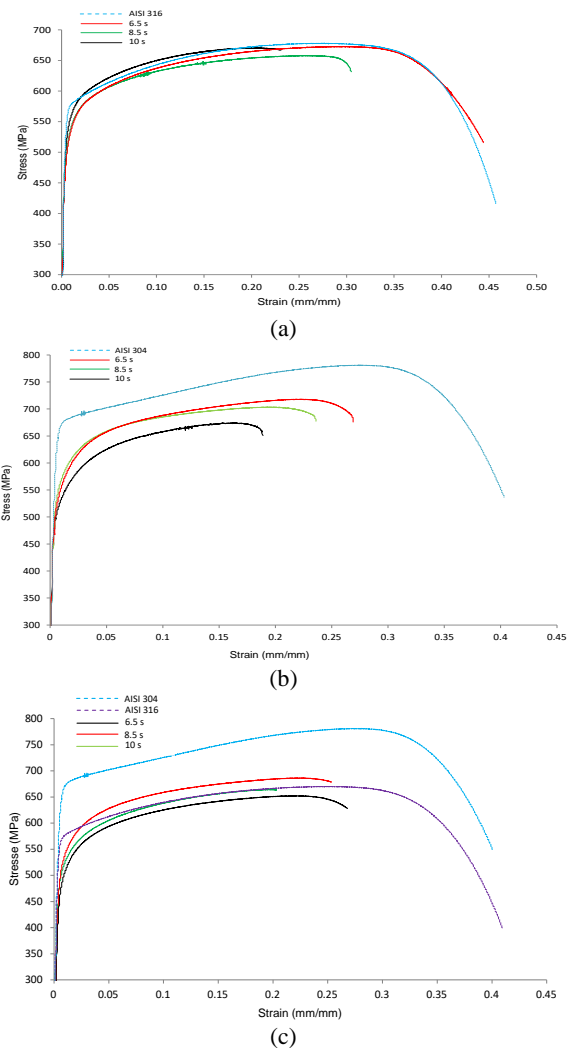 AISI 316
6.5 s
8.5 s
10 s
700
650
600
550
500
450
400
350
300
0.00 0.05 0.10 0.15 0.20 0.25 0.30 0.35 0.40 0.45 0.50
Stress (MPa)
Strain (mm/mm)
(a)
AISI 304
6.5 s
8.5 s
10 s
800
750
700
650
600
550
500
450
400
350
300
0 0.05 0.1 0.15 0.2 0.25 0.3 0.35 0.4 0.45
Stress (MPa)
Strain (mm/mm)
(b)
AISI 304
AISI 316
6.5 s
8.5 s
10 s
800
750
700
650
600
550
500
450
400
350
300
0 0.05 0.1 0.15 0.2 0.25 0.3 0.35 0.4 0.45
Stresse (MPa)
Strain (mm/mm)
(c)